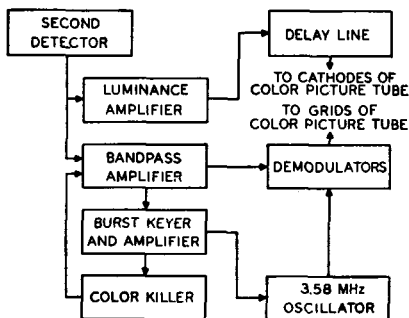 SECOND
DETECTOR
DELAY LINE
TO CATHODES OF
COLOR PICTURE TUBE
TO GRIDS OF
COLOR PICTURE TUBE
LUMINANCE
AMPLIFIER
BANDPASS
AMPLIFIER
DEMODULATORS
BURST KEYER
AND AMPLIFIER
COLOR KILLER
3.58 MHz
OSCILLATOR